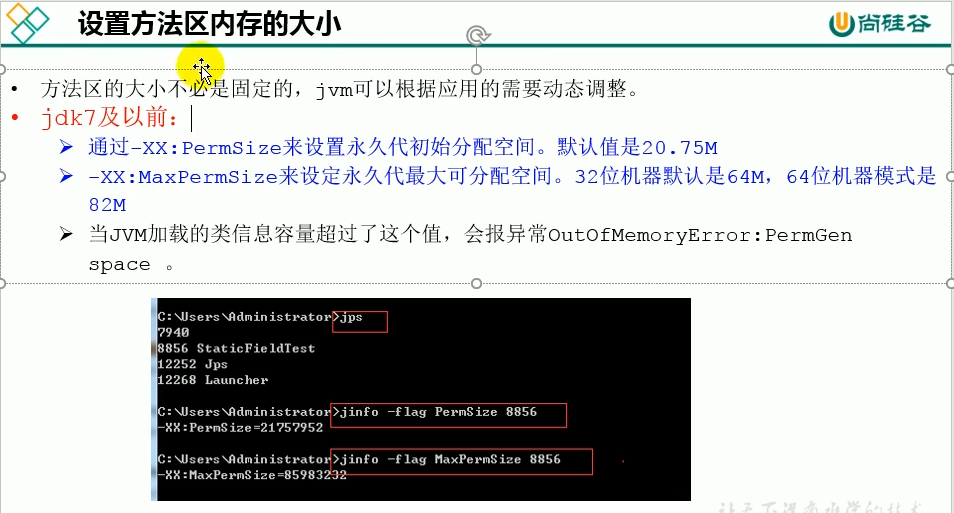 设置方法区内存的大小
尚硅谷
• 方法区的大小不必是固定的，jvm可以根据应用的需要动态调整。
• jdk7及以前：
➢ 通过-XX:PermSize来设置永久代初始分配空间。默认值是20.75M
➢ -XX:MaxPermSize来设定永久代最大可分配空间。32位机器默认是64M，64位机器模式是
82M
➢ 当JVM加载的类信息容量超过了这个值，会报异常OutOfMemoryError:PermGen
space 。
C:\Users\Administrator>jps
7940
8856 StaticFieldTest
12252 Jps
12268 Launcher
C:\Users\Administrator>jinfo -flag PermSize 8856
-XX:PermSize=21757952
C:\Users\Administrator>jinfo -flag MaxPermSize 8856
-XX:MaxPermSize=85983232